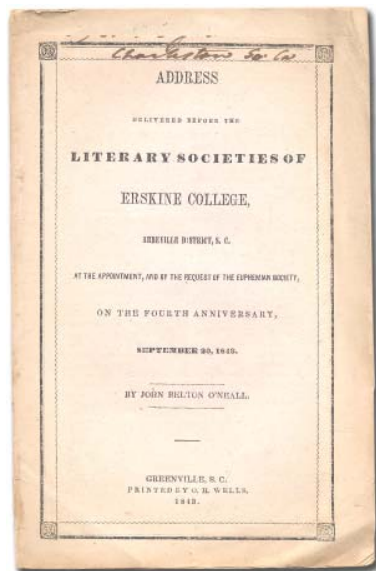 Charleston So Ca
ADDRESS
DELIVERED BEFORE THE
LITERARY SOCIETIES OF
ERSKINE COLLEGE,
ABBEVILLE DISTRICT, S. C.
AT THE APPOINTMENT, AND BY THE REQUEST OF THE EUPHEMIAN SOCIETY,
ON THE FOURTH ANNIVERSARY,
SEPTEMBER 20, 1843.
BY JOHN BELTON O'NEALL.
GREENVILLE, S. C.
PRINTED BY O. H. WELLS,
1843.